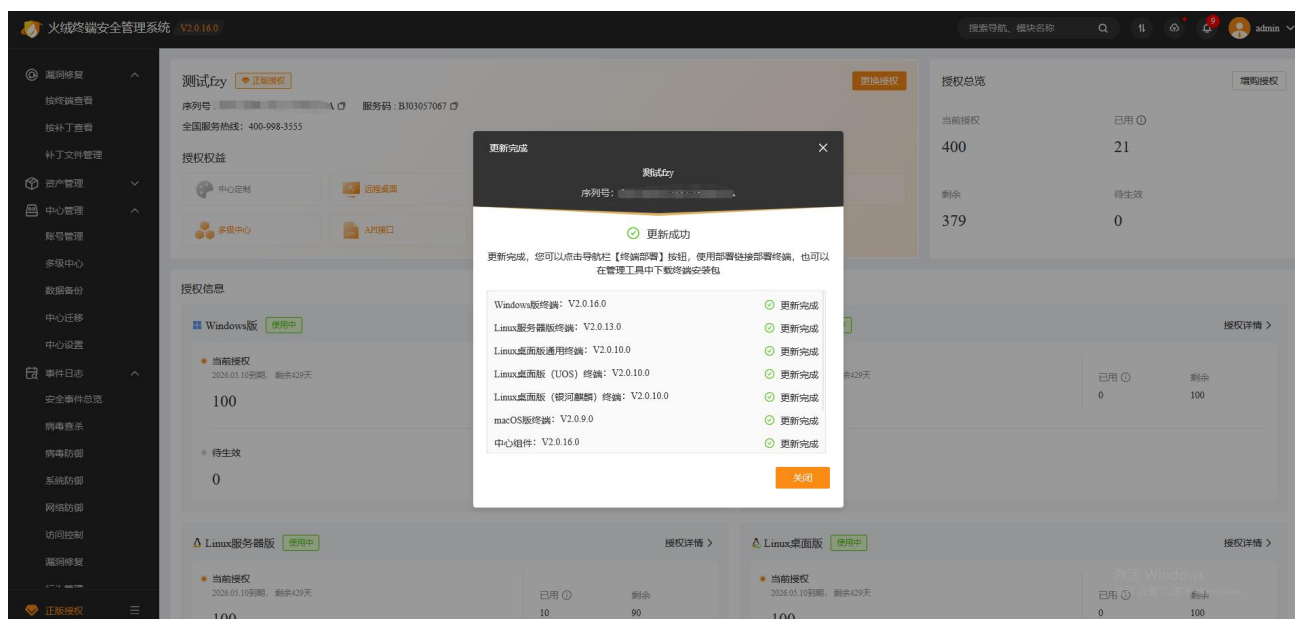 火绒终端安全管理系统 V2.0.16.0
搜索导航、模块名称
9
admin
漏洞修复
按终端查看
按补丁查看
补丁文件管理
资产管理
中心管理
账号管理
多级中心
数据备份
中心迁移
中心设置
事件日志
安全事件总览
病毒查杀
病毒防御
系统防御
网络防御
访问控制
漏洞修复
正版授权
测试fzy 正版授权
更换授权
序列号: A 服务码: BJ03057067
全国服务热线: 400-998-3555
授权权益
中心定制
远程桌面
多级中心
API接口
授权总览
增购授权
当前授权
已用
400
21
剩余
待生效
379
0
授权信息
Windows版 使用中
当前授权
2026.05.10到期, 剩余429天
100
待生效
0
授权详情
余429天
已用
剩余
0
100
Linux服务器版 使用中
授权详情
当前授权
2026.05.10到期, 剩余429天
100
已用
剩余
10
90
Linux桌面版 使用中
授权详情
当前授权
2026.05.10到期, 剩余429天
100
已用
剩余
0
100
激活 Windows
更新完成
测试fzy
序列号:
更新成功
更新完成, 您可以点击导航栏【终端部署】按钮, 使用部署链接部署终端, 也可以
在管理工具中下载终端安装包
Windows版终端: V2.0.16.0 更新完成
Linux服务器版终端: V2.0.13.0 更新完成
Linux桌面版通用终端: V2.0.10.0 更新完成
Linux桌面版 (UOS) 终端: V2.0.10.0 更新完成
Linux桌面版 (银河麒麟) 终端: V2.0.10.0 更新完成
macOS版终端: V2.0.9.0 更新完成
中心组件: V2.0.16.0 更新完成
关闭